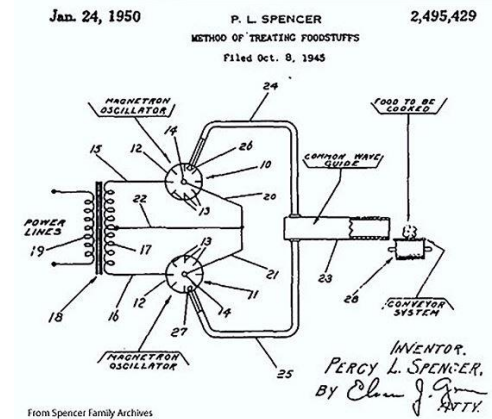 Jan. 24, 1950
P. L. SPENCER
2,495,429
METHOD OF TREATING FOODSTUFFS
Filed Oct. 8, 1945
24
MAGNETRON
OSCILLATOR
FOOD TO BE
COOKED
14
15
12
26
10
COMMON WAVE
GUIDE
13
20
22
POWER
LINES
19
17
13
21
23
28
16
12
11
14
18
27
CONVEYOR
SYSTEM
MAGNETRON
OSCILLATOR
25
INVENTOR.
PERCY L. SPENCER,
BY
ATTY.
From Spencer Family Archives